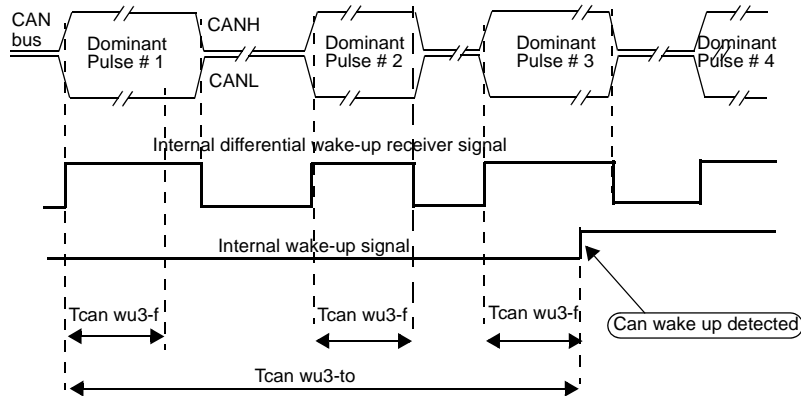 CAN
bus
CANH
CANL
Dominant
Pulse # 1
Dominant
Pulse # 2
Dominant
Pulse # 3
Dominant
Pulse # 4
Internal differential wake-up receiver signal
Internal wake-up signal
Tcan wu3-f
Tcan wu3-f
Tcan wu3-f
Can wake up detected
Tcan wu3-to